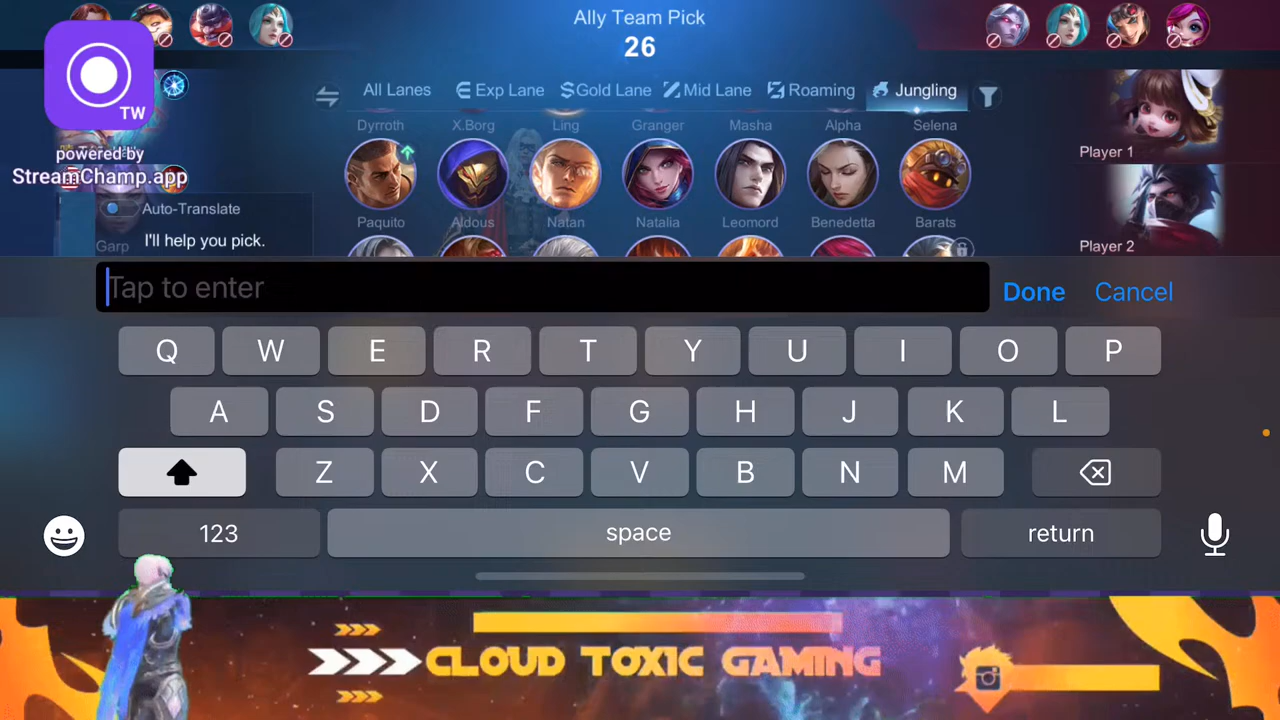 Ally Team Pick
26
TW
powered by
StreamChamp.app
All Lanes
Exp Lane
Gold Lane
Mid Lane
Roaming
Jungling
Dyrroth
X.Borg
Ling
Granger
Masha
Alpha
Selena
Paquito
Aldous
Natan
Natalia
Leomord
Benedetta
Barats
Player 1
Player 2
Auto-Translate
Garp
I'll help you pick.
Tap to enter
Done
Cancel
Q W E R T Y U I O P
A S D F G H J K L
Z X C V B N M
123
space
return
CLOUD TOXIC GAMING